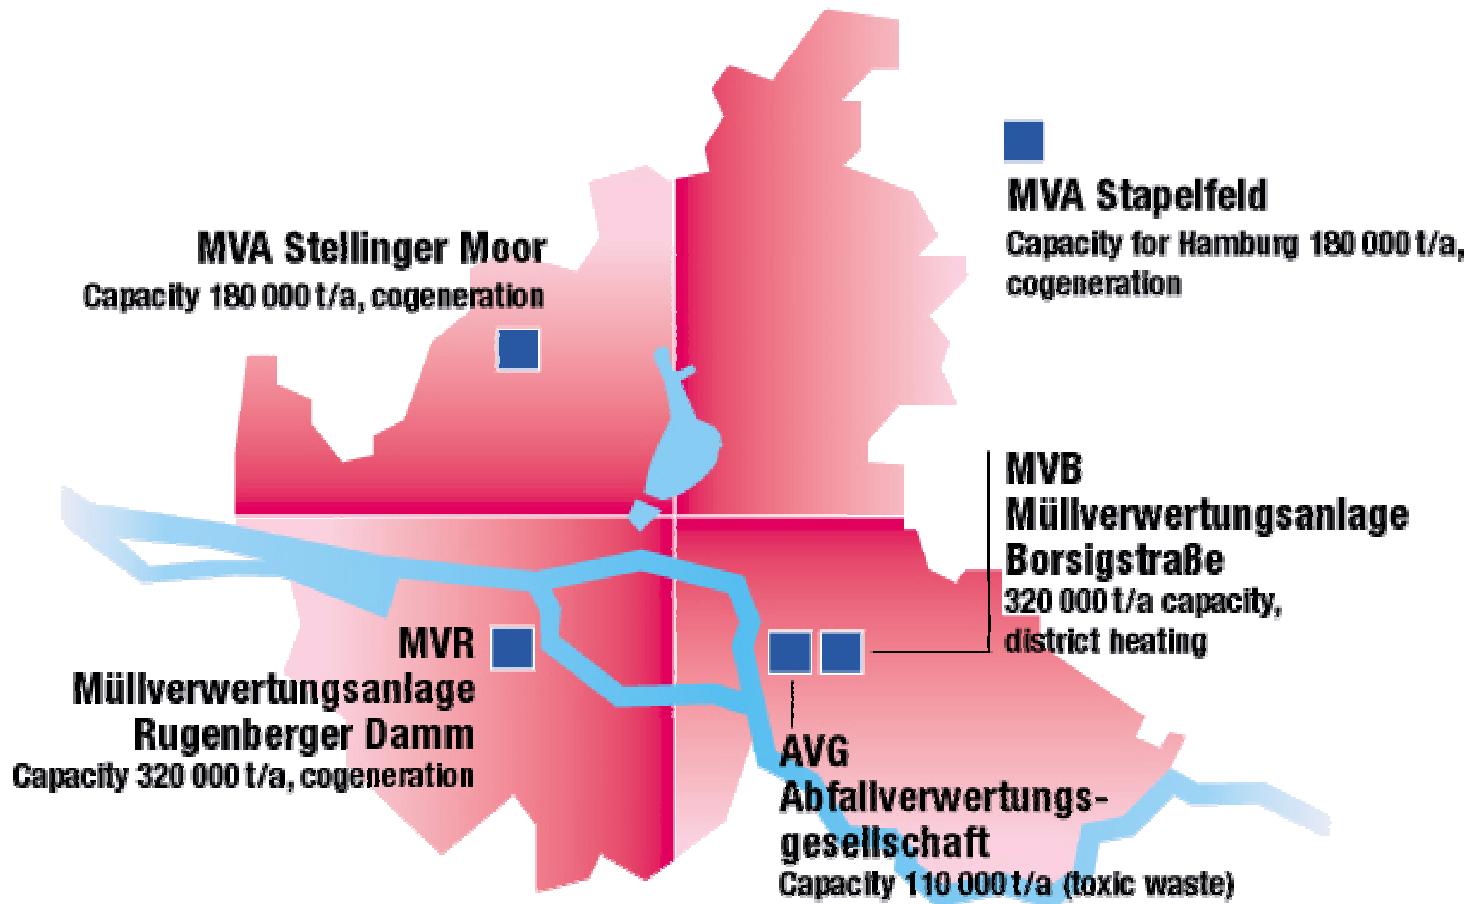 MVA Stapelfeld
Capacity for Hamburg 180 000 t/a,
cogeneration
MVA Stellinger Moor
Capacity 180 000 t/a, cogeneration
MVB
Müllverwertungsanlage
Borsigstraße
320 000 t/a capacity,
district heating
MVR
Müllverwertungsanlage
Rugenberger Damm
Capacity 320 000 t/a, cogeneration
AVG
Abfallverwertungs-
gesellschaft
Capacity 110 000 t/a (toxic waste)